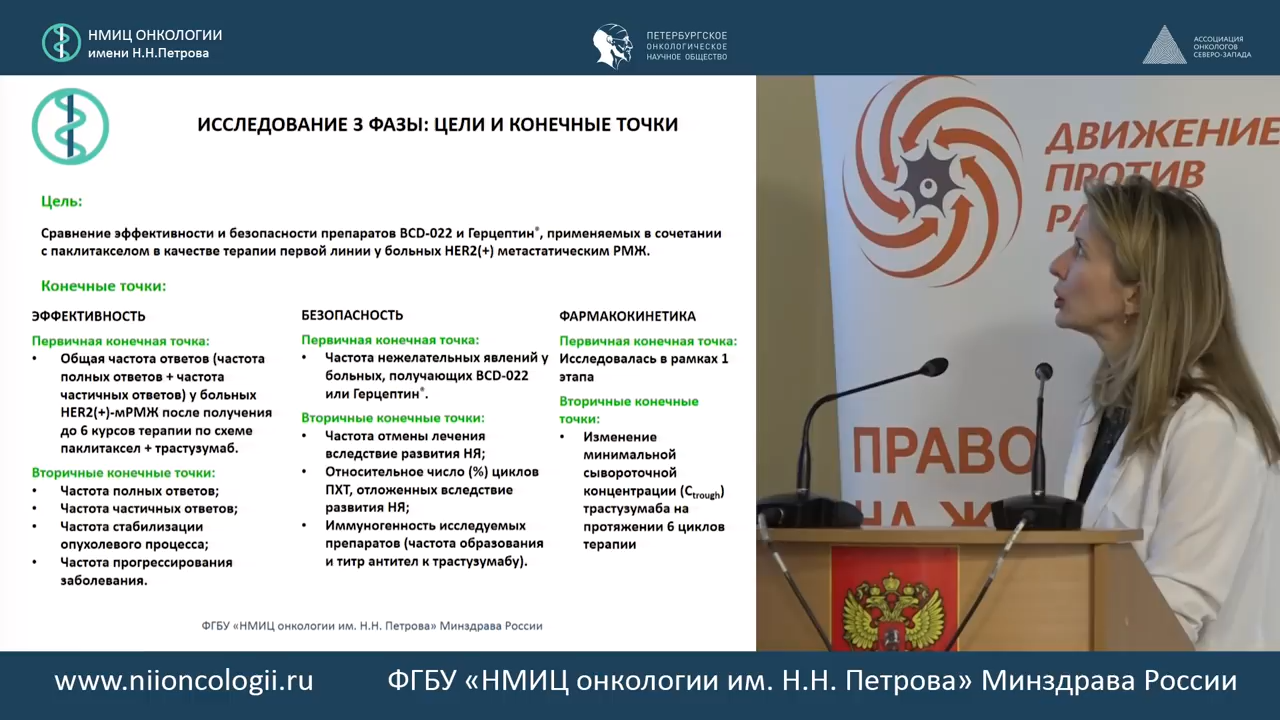 НМИЦ ОНКОЛОГИИ
имени Н.Н.Петрова
ПЕТЕРБУРГСКОЕ
ОНКОЛОГИЧЕСКОЕ
НАУЧНОЕ ОБЩЕСТВО
АССОЦИАЦИЯ
ОНКОЛОГОВ
СЕВЕРО-ЗАПАДА
ИССЛЕДОВАНИЕ 3 ФАЗЫ: ЦЕЛИ И КОНЕЧНЫЕ ТОЧКИ
Цель:
Сравнение эффективности и безопасности препаратов BCD-022 и Герцептин®, применяемых в сочетании
с паклитакселом в качестве терапии первой линии у больных HER2(+) метастатическим РМЖ.
Конечные точки:
ЭФФЕКТИВНОСТЬ
Первичная конечная точка:
• Общая частота ответов (частота
полных ответов + частота
частичных ответов) у больных
HER2(+)-мРМЖ после получения
до 6 курсов терапии по схеме
паклитаксел + трастузумаб.
Вторичные конечные точки:
• Частота полных ответов;
• Частота частичных ответов;
• Частота стабилизации
опухолевого процесса;
• Частота прогрессирования
заболевания.
БЕЗОПАСНОСТЬ
Первичная конечная точка:
• Частота нежелательных явлений у
больных, получающих BCD-022
или Герцептин®.
Вторичные конечные точки:
• Частота отмены лечения
вследствие развития НЯ;
• Относительное число (%) циклов
ПХТ, отложенных вследствие
развития НЯ;
• Иммуногенность исследуемых
препаратов (частота образования
и титр антител к трастузумабу).
ФАРМАКОКИНЕТИКА
Первичная конечная точка:
Исследовалась в рамках 1
этапа
Вторичные конечные
точки:
• Изменение
минимальной
сывороточной
концентрации (Ctrough)
трастузумаба на
протяжении 6 циклов
терапии
ФГБУ «НМИЦ онкологии им. Н.Н. Петрова» Минздрава России
ДВИЖЕНИЕ
ПРОТИВ
РА
ПРАВО
НА Ж
www.niioncologii.ru
ФГБУ «НМИЦ онкологии им. Н.Н. Петрова» Минздрава России